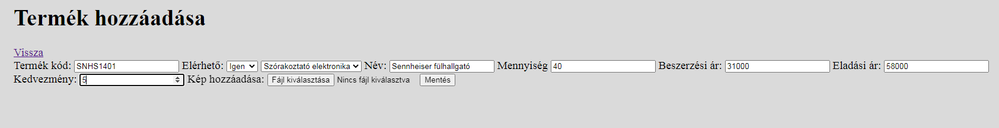 Termék hozzáadása
Vissza
Termék kód: SNHS1401 Elérhető: Igen Szórakoztató elektronika Név: Sennheiser fülhallgató Mennyiség 40 Beszerzési ár: 31000 Eladási ár: 58000
Kedvezmény: 5 Kép hozzáadása: Fájl kiválasztása Nincs fájl kiválasztva Mentés